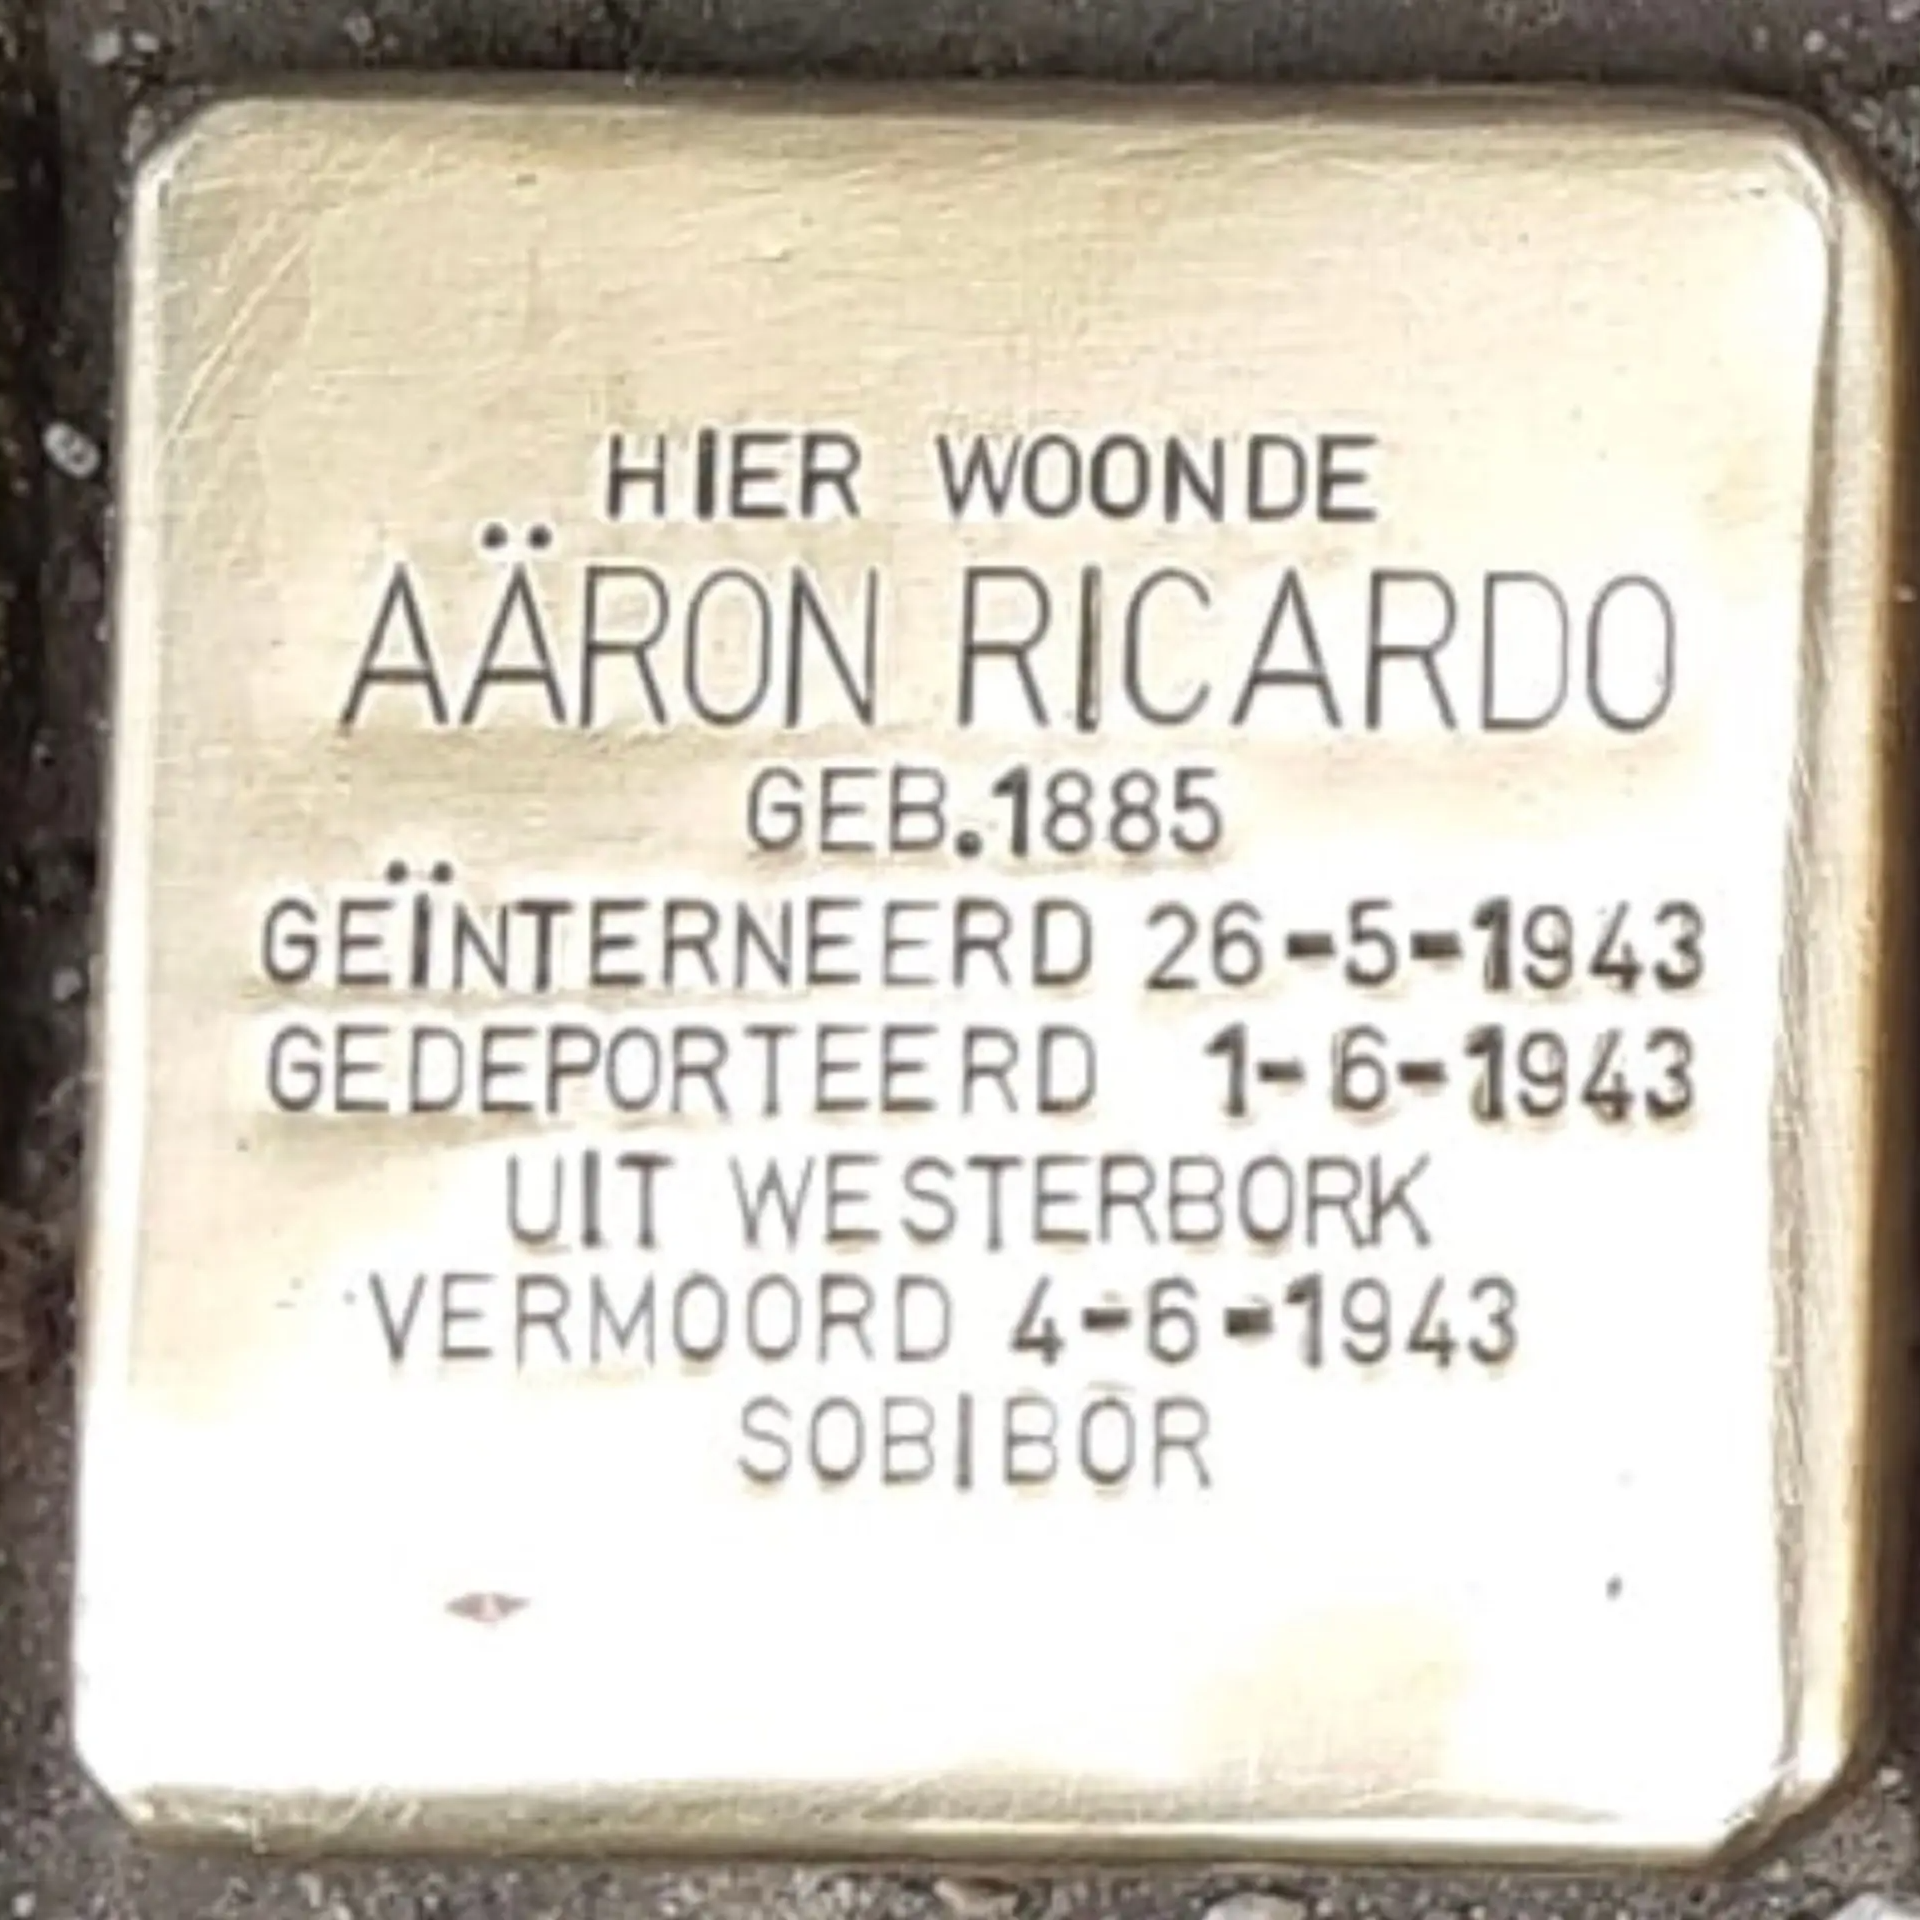 HIER WOONDE
AÄRON RICARDO
GEB.1885
GEÏNTERNEERD 26-5-1943
GEDEPORTEERD 1-6-1943
UIT WESTERBORK
VERMOORD 4-6-1943
SOBIBOR